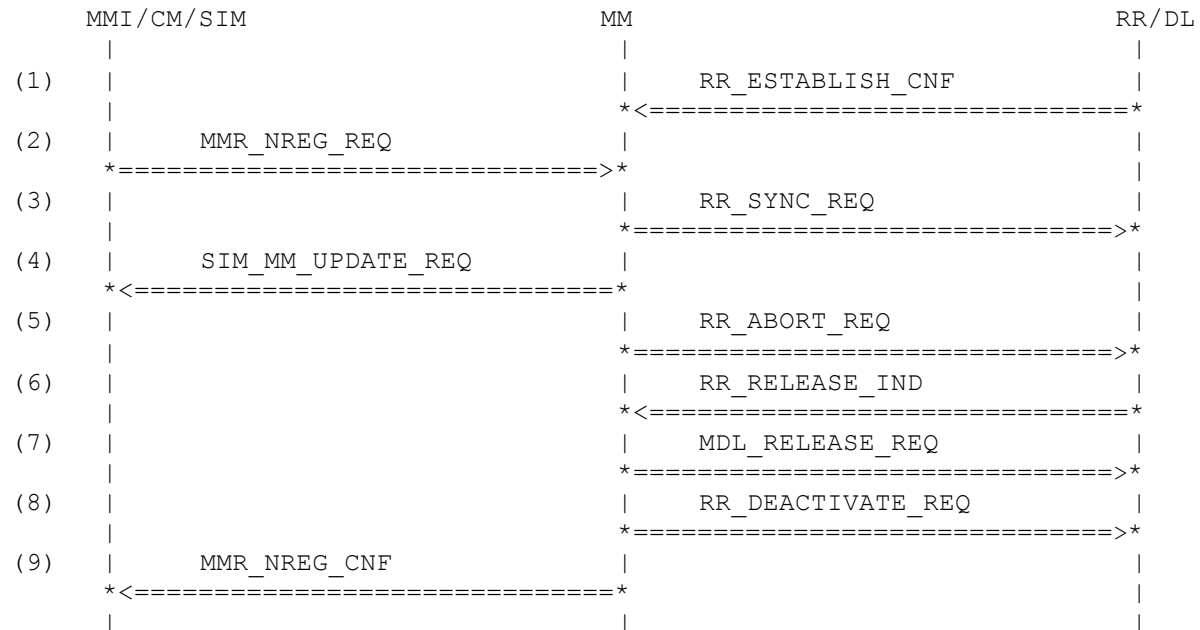 MMI/CM/SIM MM RR/DL
| | |
(1) | | RR_ESTABLISH_CNF |
| *<==============================*
(2) | MMR_NREG_REQ | |
*==============================>* |
(3) | | RR_SYNC_REQ |
| *==============================>*
(4) | SIM_MM_UPDATE_REQ | |
*<==============================* |
(5) | | RR_ABORT_REQ |
| *==============================>*
(6) | | RR_RELEASE_IND |
| *<==============================*
(7) | | MDL_RELEASE_REQ |
| *==============================>*
(8) | | RR_DEACTIVATE_REQ |
| *==============================>*
(9) | MMR_NREG_CNF | |
*<==============================* |
| | |